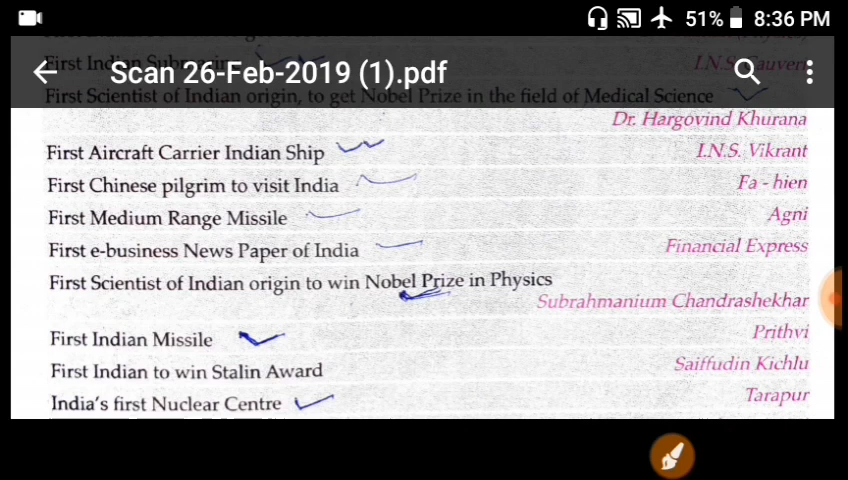 51% 8:36 PM
Scan 26-Feb-2019 (1).pdf
First Indian Submarine I.N.S. Cauveri
First Scientist of Indian origin, to get Nobel Prize in the field of Medical Science
Dr. Hargovind Khurana
First Aircraft Carrier Indian Ship I.N.S. Vikrant
First Chinese pilgrim to visit India Fa - hien
First Medium Range Missile Agni
First e-business News Paper of India Financial Express
First Scientist of Indian origin to win Nobel Prize in Physics
Subrahmanium Chandrashekhar
First Indian Missile Prithvi
First Indian to win Stalin Award Saiffudin Kichlu
India's first Nuclear Centre Tarapur